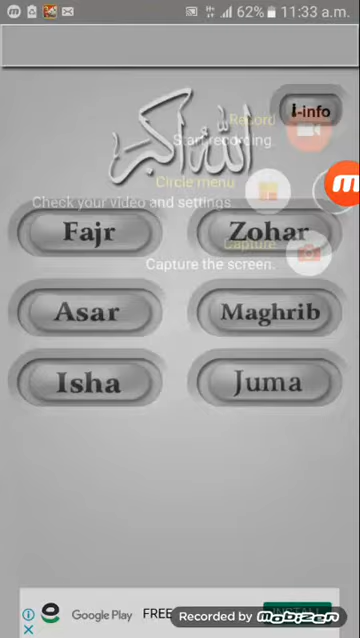 62% 11:33 a.m.
i-info
الله أكبر
Record
Start recording.
Circle menu
Check your video and settings
Fajr Zohar
Capture
Capture the screen.
Asar Maghrib
Isha Juma
Google Play FREE INSTALL
Recorded by mobizen